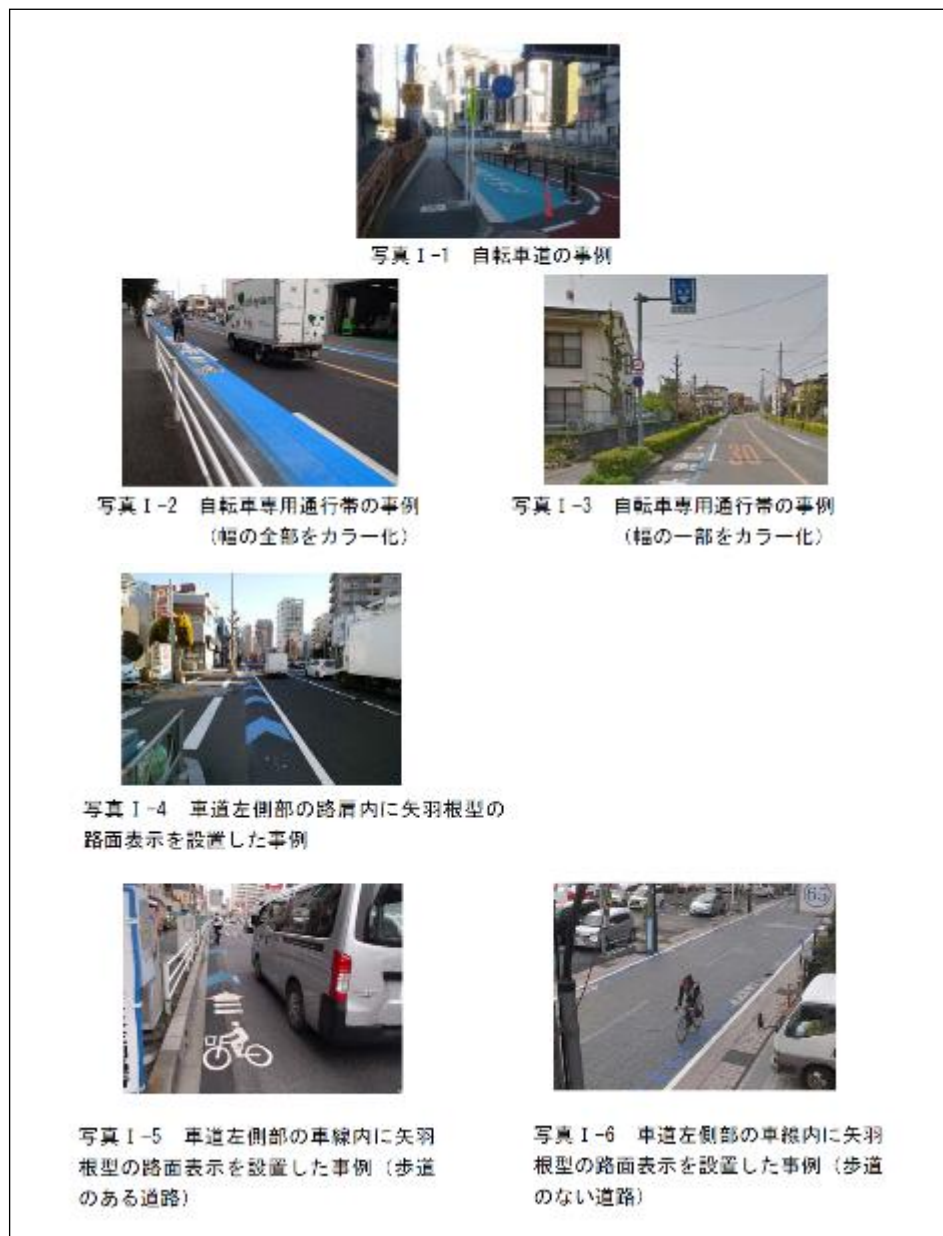 写真Ⅰ-1 自転車道の事例
写真Ⅰ-2 自転車専用通行帯の事例
(幅の全部をカラー化)
写真Ⅰ-3 自転車専用通行帯の事例
(幅の一部をカラー化)
30
写真Ⅰ-4 車道左側部の路肩内に矢羽根型の
路面表示を設置した事例
65
写真Ⅰ-5 車道左側部の車線内に矢羽
根型の路面表示を設置した事例(歩道
のある道路)
写真Ⅰ-6 車道左側部の車線内に矢羽
根型の路面表示を設置した事例(歩道
のない道路)